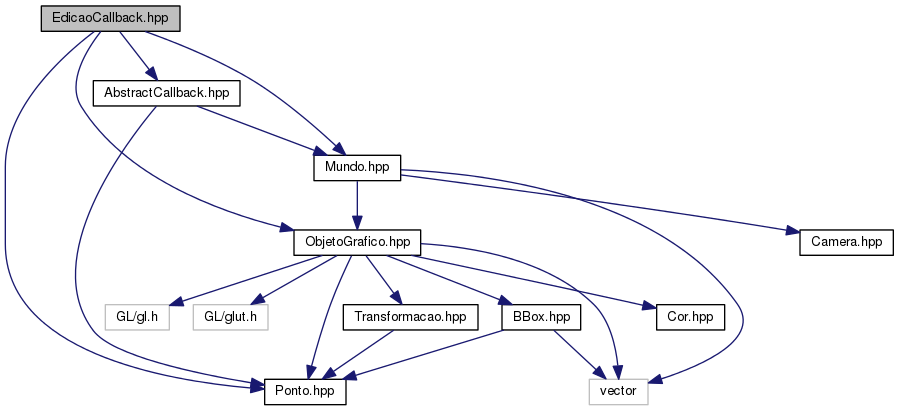 EdicaoCallback.hpp
AbstractCallback.hpp
Mundo.hpp
ObjetoGrafico.hpp
Camera.hpp
GL/gl.h
GL/glut.h
Transformacao.hpp
BBox.hpp
Cor.hpp
Ponto.hpp
vector